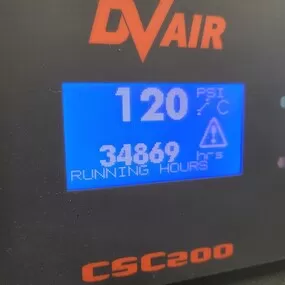 DVAIR
120 PSI
C
34869 hrs
RUNNING HOURS
CSC200